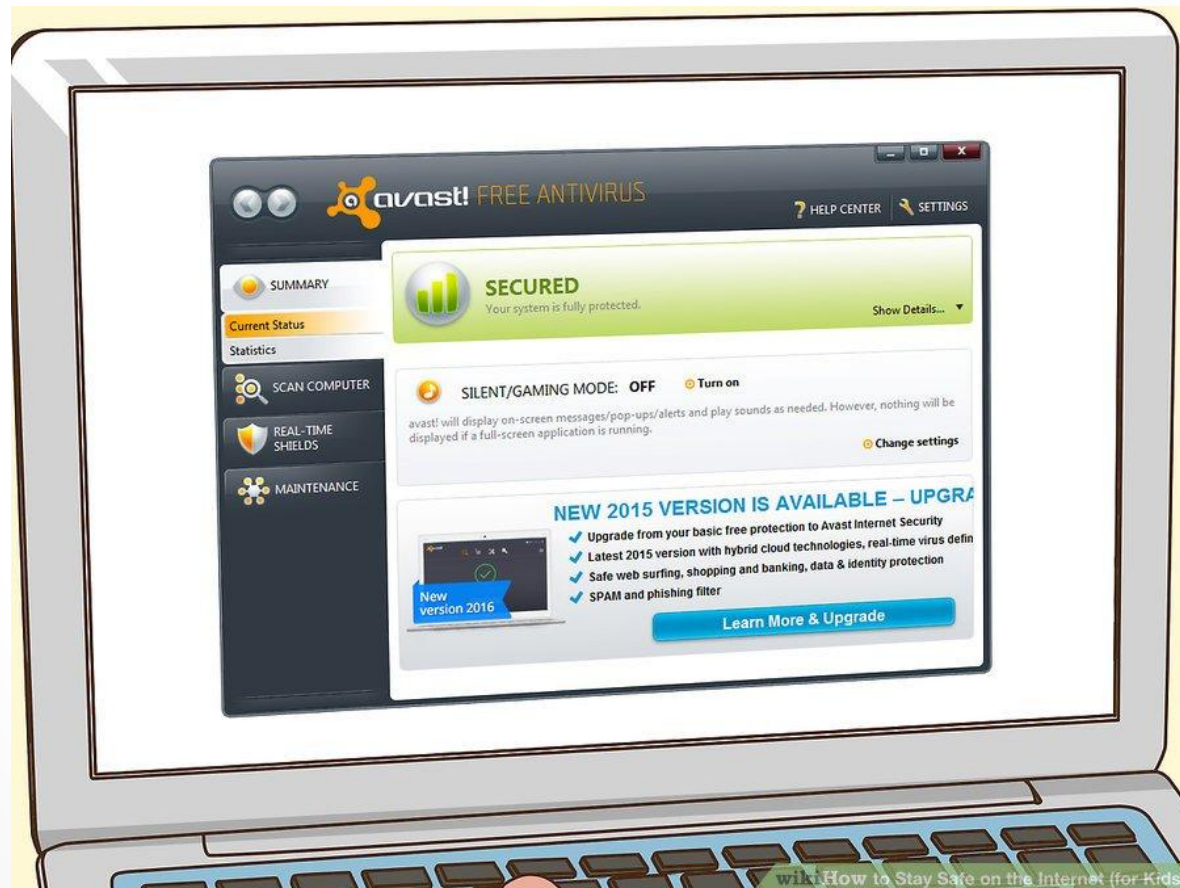 avast! FREE ANTIVIRUS
HELP CENTER
SETTINGS
SUMMARY
Current Status
Statistics
SCAN COMPUTER
REAL-TIME
SHIELDS
MAINTENANCE
SECURED
Your system is fully protected.
Show Details...
SILENT/GAMING MODE: OFF
Turn on
avast! will display on-screen messages/pop-ups/alerts and play sounds as needed. However, nothing will be
displayed if a full-screen application is running.
Change settings
NEW 2015 VERSION IS AVAILABLE – UPGRA
Upgrade from your basic free protection to Avast Internet Security
Latest 2015 version with hybrid cloud technologies, real-time virus defin
Safe web surfing, shopping and banking, data & identity protection
SPAM and phishing filter
New
version 2016
Learn More & Upgrade
wikiHow to Stay Safe on the Internet (for Kids